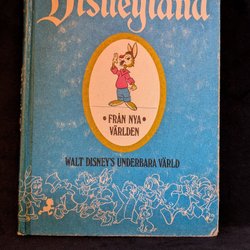 Disneyland
• FRÅN NYA •
VÄRLDEN
WALT DISNEY'S UNDERBARA VÄRLD